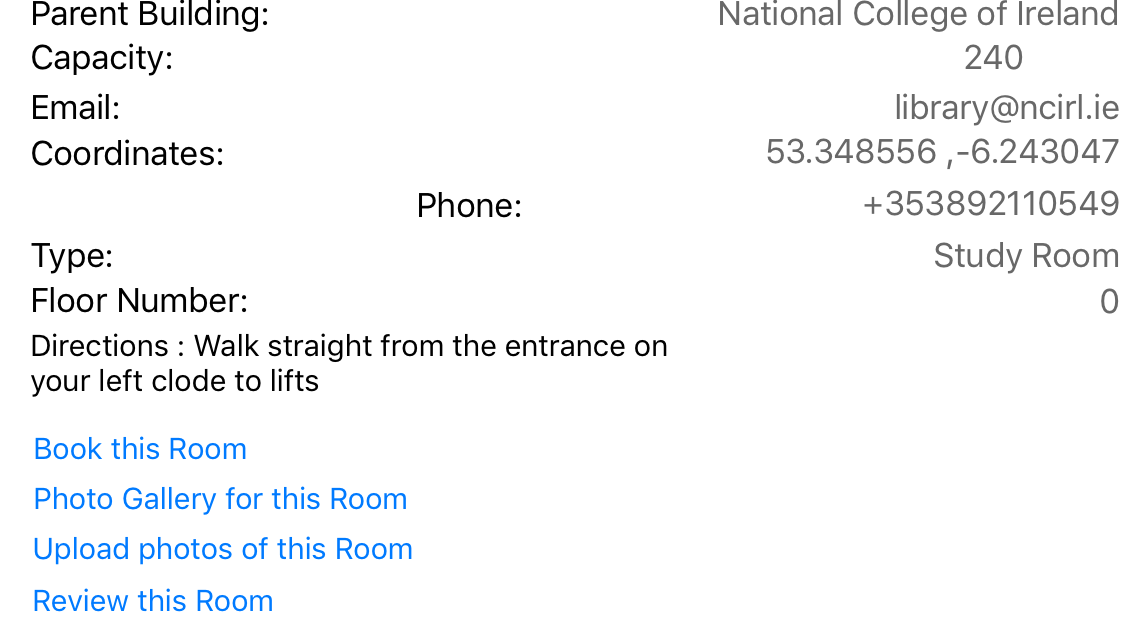 Parent Building: National College of Ireland
Capacity: 240
Email: library@ncirl.ie
Coordinates: 53.348556 ,-6.243047
Phone: +353892110549
Type: Study Room
Floor Number: 0
Directions : Walk straight from the entrance on
your left clode to lifts
Book this Room
Photo Gallery for this Room
Upload photos of this Room
Review this Room